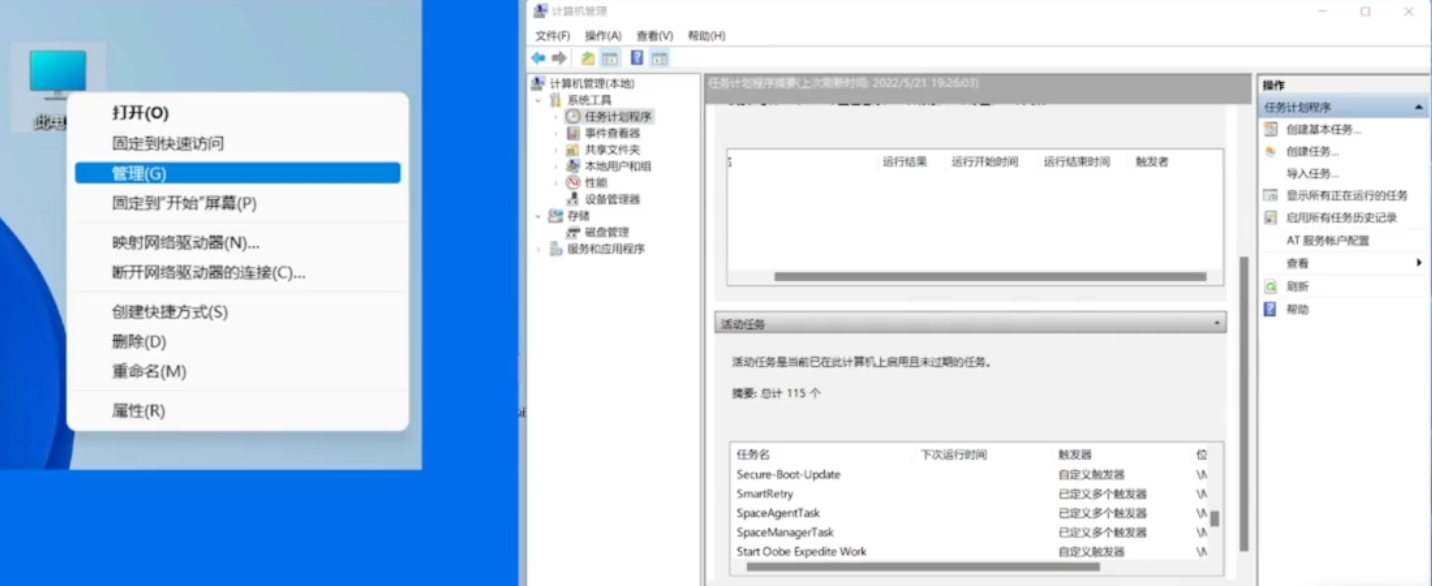 此电
打开(O)
固定到快速访问
管理(G)
固定到"开始"屏幕(P)
映射网络驱动器(N)...
断开网络驱动器的连接(C)...
创建快捷方式(S)
删除(D)
重命名(M)
属性(R)
计算机管理
文件(F) 操作(A) 查看(V) 帮助(H)
计算机管理(本地)
系统工具
任务计划程序
事件查看器
共享文件夹
本地用户和组
性能
设备管理器
存储
磁盘管理
服务和应用程序
任务计划程序摘要(上次刷新时间: 2022/5/21 19:26:03)
运行结果 运行开始时间 运行结束时间 触发者
活动任务
活动任务是当前已在此计算机上启用且未过期的任务。
摘要: 总计 115 个
任务名 下次运行时间 触发器 位
Secure-Boot-Update 自定义触发器 \M
SmartRetry 已定义多个触发器 \M
SpaceAgentTask 已定义多个触发器 \M
SpaceManagerTask 已定义多个触发器 \M
Start Oobe Expedite Work 自定义触发器 \M
操作
任务计划程序
创建基本任务...
创建任务...
导入任务...
显示所有正在运行的任务
启用所有任务历史记录
AT 服务帐户配置
查看
刷新
帮助